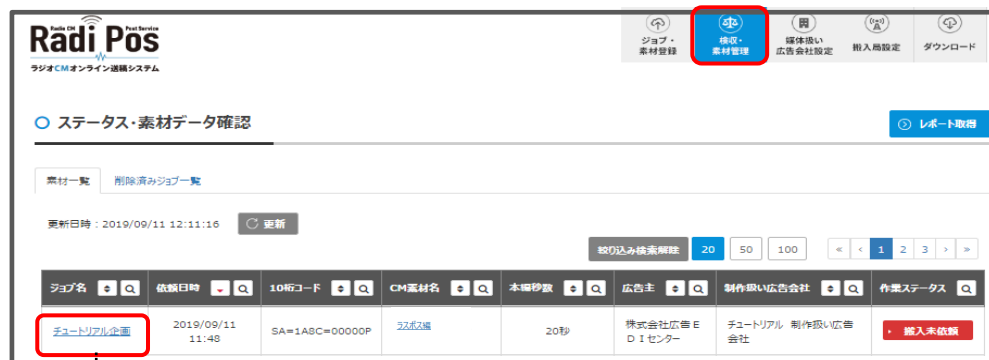 Radio CM Post Service
Radi Pos
ラジオCMオンライン送稿システム
ジョブ・
素材登録
検収・
素材管理
媒体扱い
広告会社設定
搬入局設定
ダウンロード
ステータス・素材データ確認
レポート取得
素材一覧 削除済みジョブ一覧
更新日時：2019/09/11 12:11:16 更新
絞り込み検索解除 20 50 100 « ‹ 1 2 3 › »
ジョブ名 依頼日時 10桁コード CM素材名 本編秒数 広告主 制作扱い広告会社 作業ステータス
チュートリアル企画
2019/09/11
11:48
SA=1A8C=00000P
ラズポス編
20秒
株式会社広告E
DIセンター
チュートリアル 制作扱い広告
会社
搬入未依頼